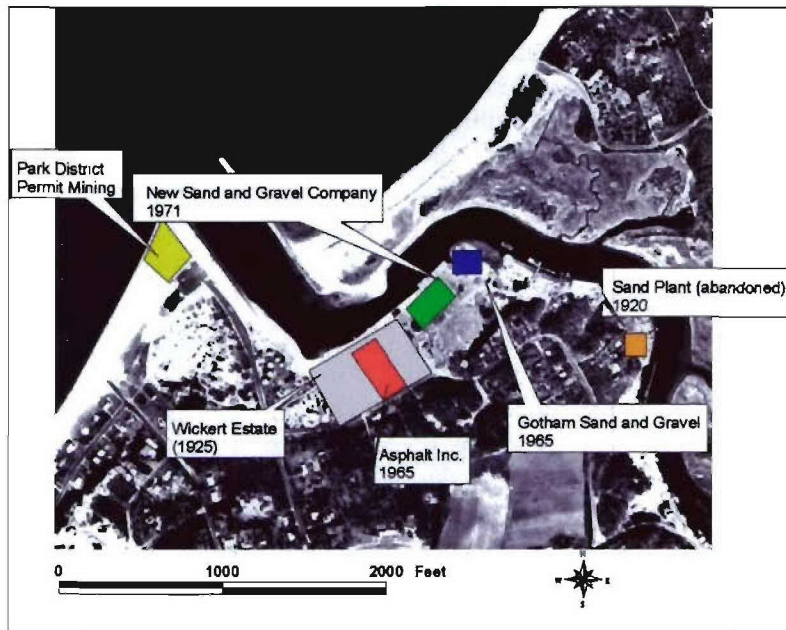 Park District
Permit Mining
New Sand and Gravel Company
1971
Sand Plant (abandoned)
1920
Wickert Estate
(1925)
Asphalt Inc.
1965
Gotham Sand and Gravel
1965
0 1000 2000 Feet
N
W E
S